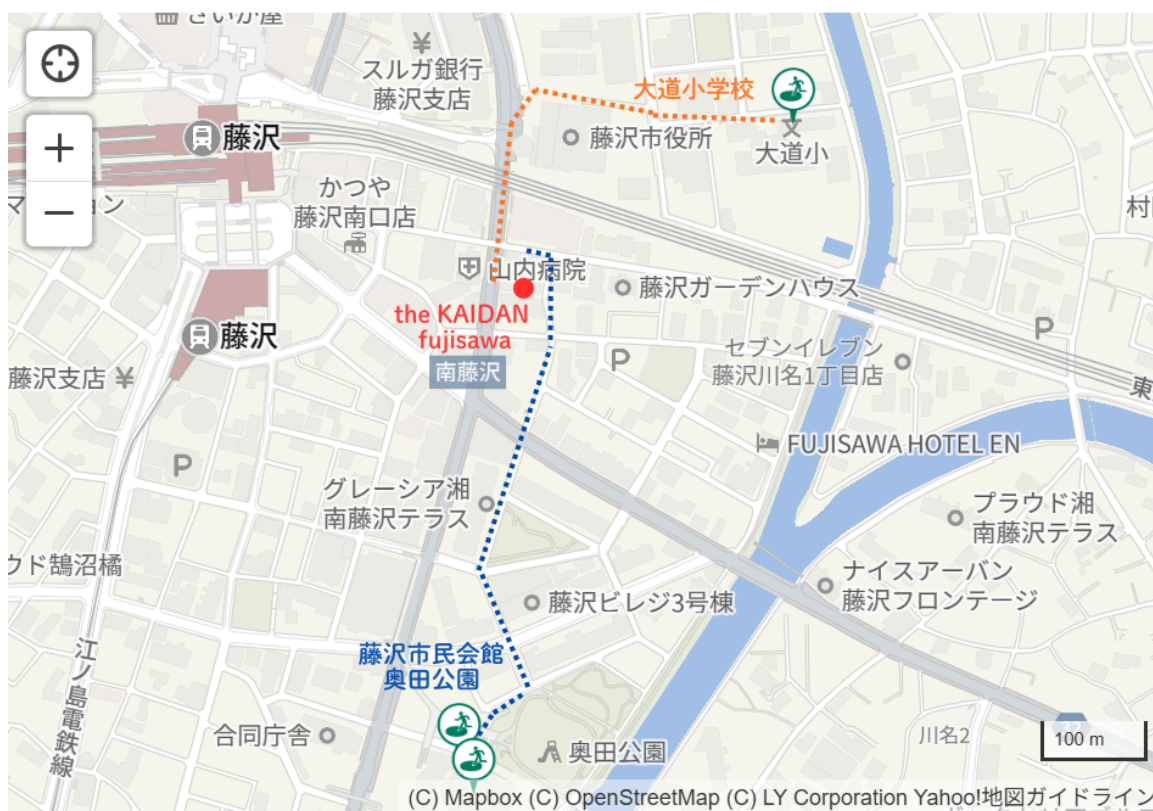 さいか屋
スルガ銀行
藤沢支店
大道小学校
藤沢
藤沢市役所
大道小
かつや
藤沢南口店
山内病院
藤沢ガーデンハウス
the KAIDAN
fujisawa
藤沢
P
P
セブンイレブン
藤沢川名1丁目店
藤沢支店
南藤沢
東
FUJISAWA HOTEL EN
P
グレーシア湘
南藤沢テラス
プラウド湘
南藤沢テラス
ウド鵠沼橘
ナイスアーバン
藤沢フロンテージ
藤沢ビレジ3号棟
藤沢市民会館
奥田公園
江ノ島電鉄線
合同庁舎
奥田公園
川名2
100 m
(C) Mapbox (C) OpenStreetMap (C) LY Corporation Yahoo!地図ガイドライン